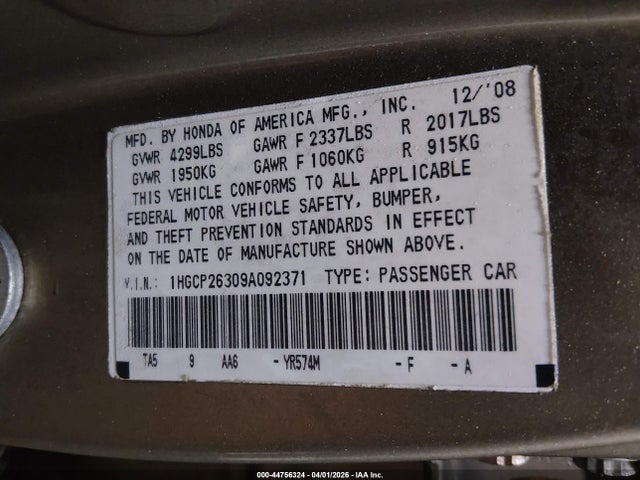 MFD. BY HONDA OF AMERICA MFG., INC. 12/'08
GVWR 4299LBS GAWR F 2337LBS R 2017LBS
GVWR 1950KG GAWR F 1060KG R 915KG
THIS VEHICLE CONFORMS TO ALL APPLICABLE
FEDERAL MOTOR VEHICLE SAFETY, BUMPER,
AND THEFT PREVENTION STANDARDS IN EFFECT
ON THE DATE OF MANUFACTURE SHOWN ABOVE.
V.I.N.: 1HGCP26309A092371 TYPE: PASSENGER CAR
TA5 9 AA6 -YR574M -F -A
000-44756324 | 04/01/2026 | IAA Inc.